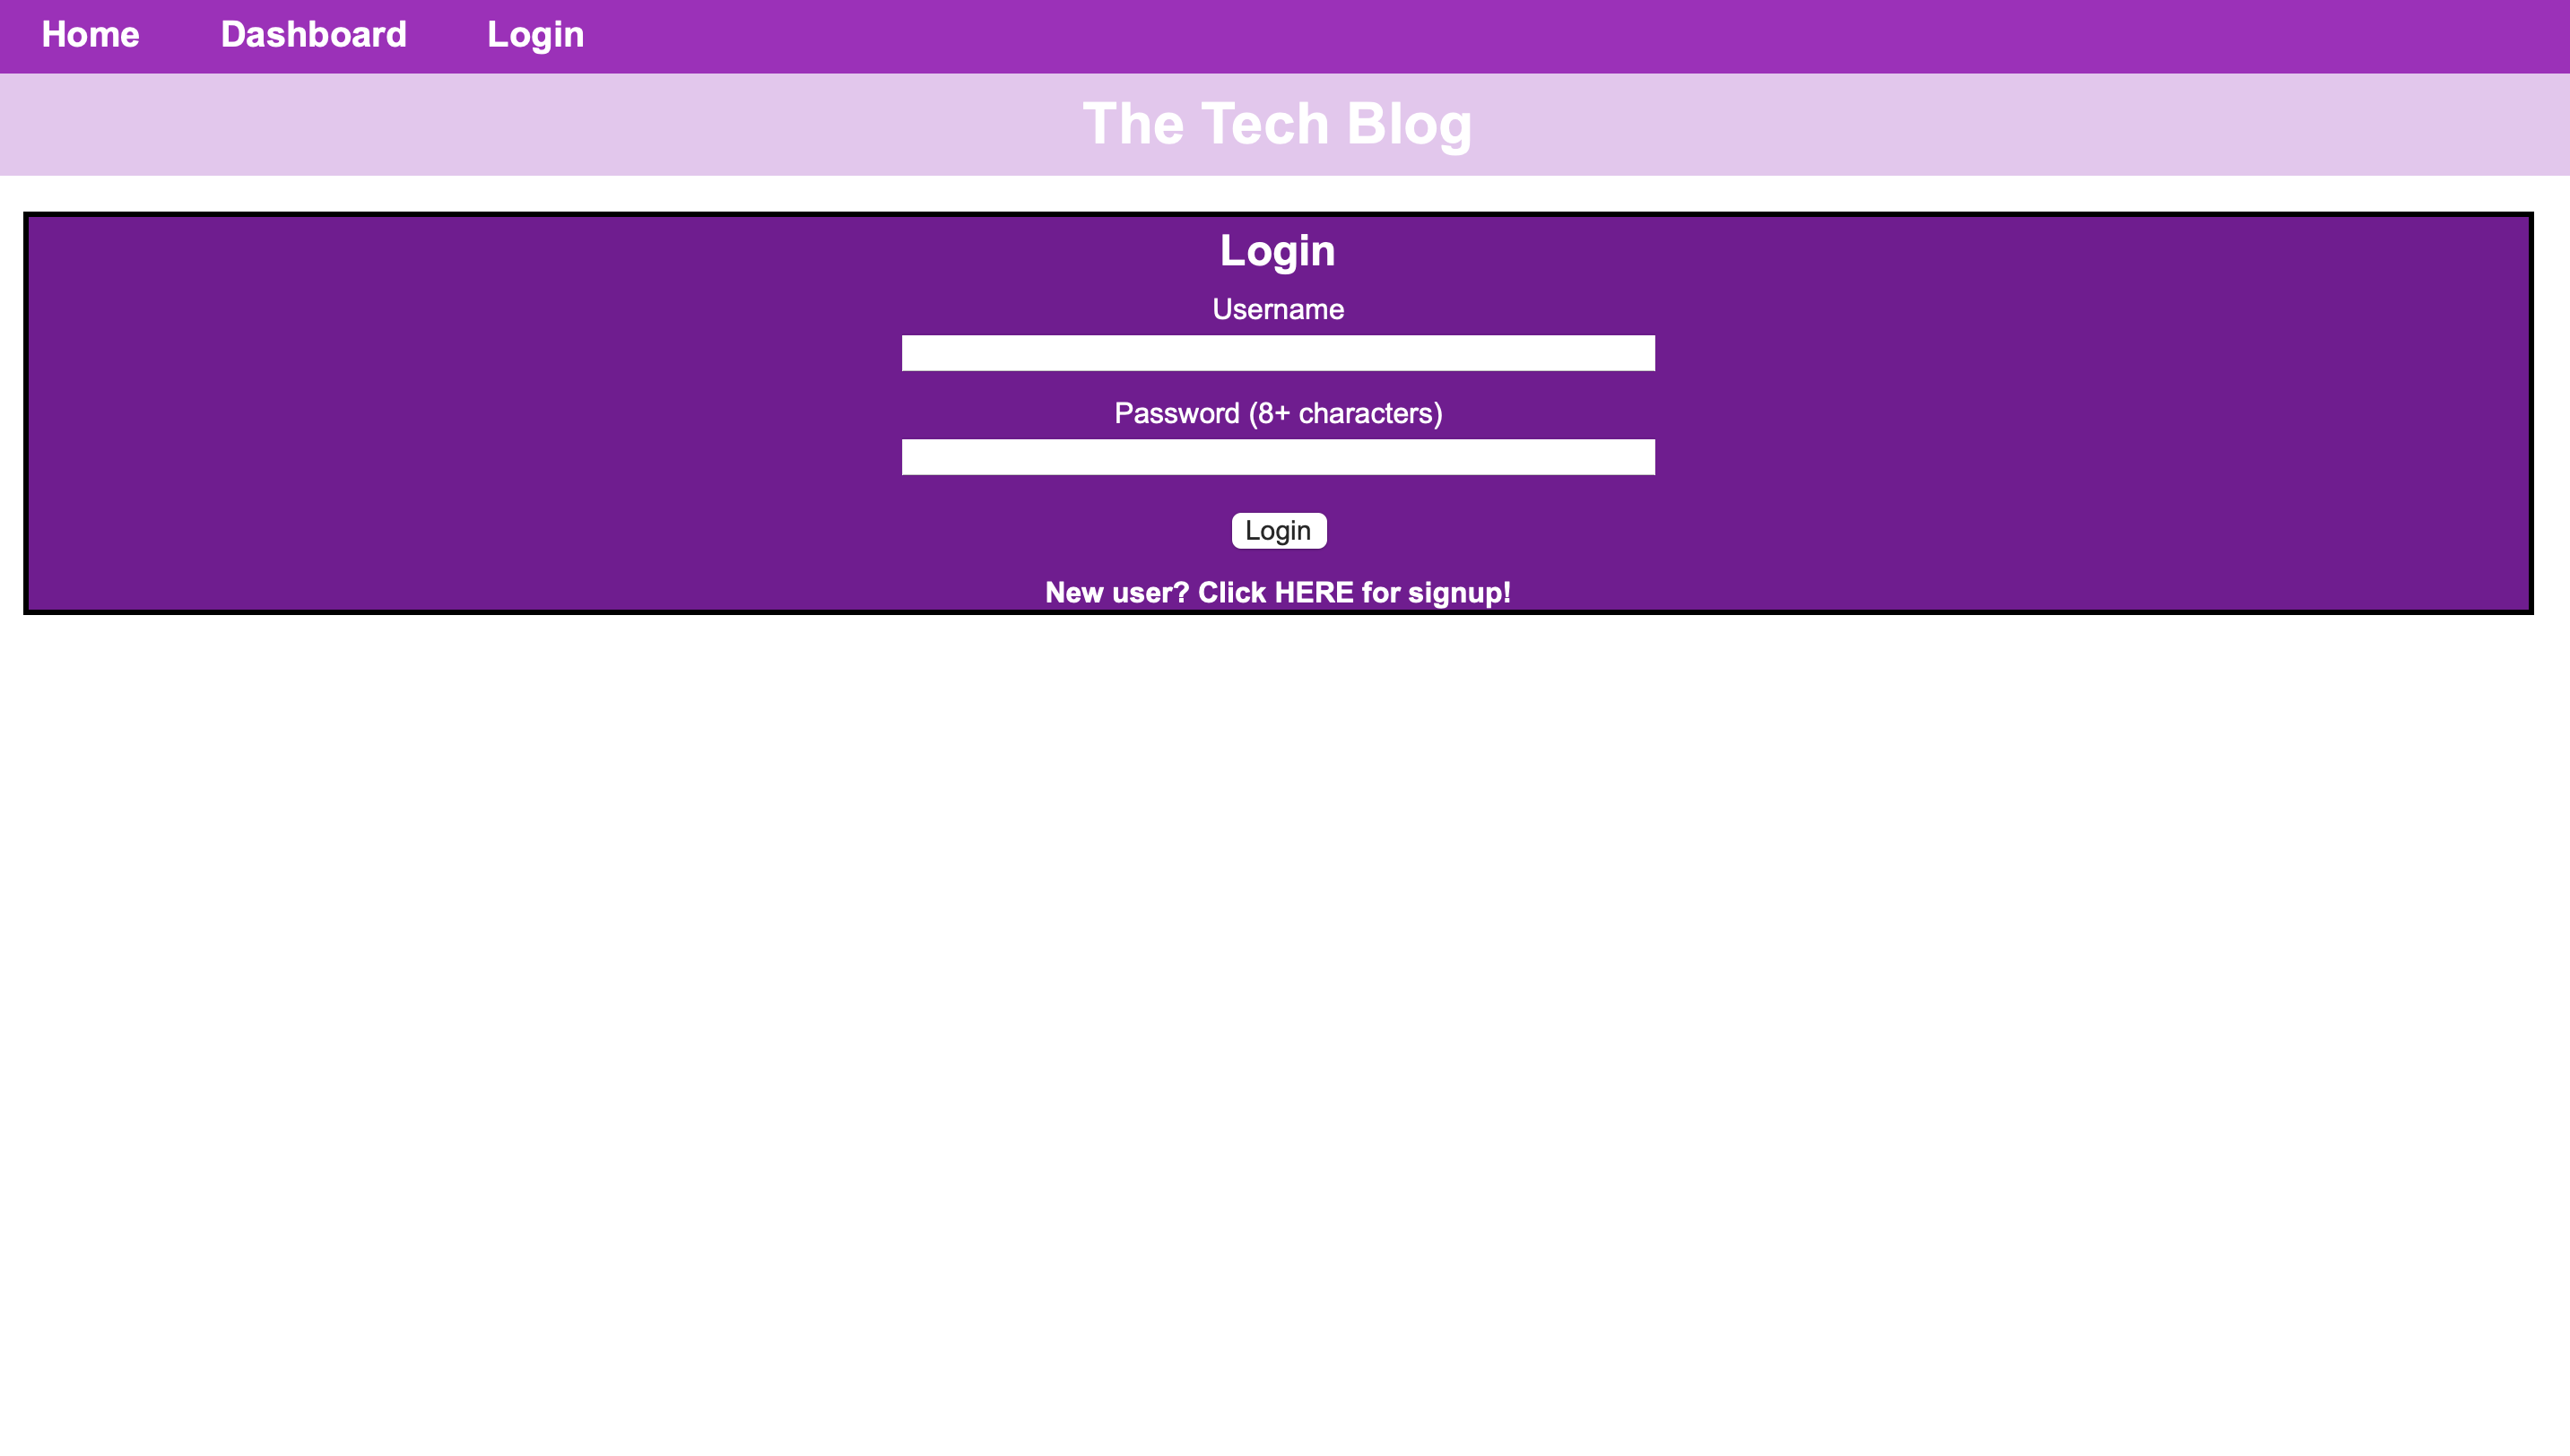 Home Dashboard Login
The Tech Blog
Login
Username
Password (8+ characters)
Login
New user? Click HERE for signup!